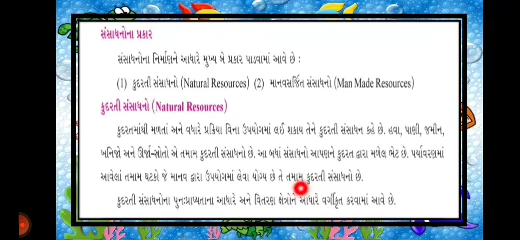 સંસાધનોના પ્રકાર
સંસાધનોના નિર્માણને આધારે મુખ્ય બે પ્રકાર પાડવામાં આવે છે :
(1) કુદરતી સંસાધનો (Natural Resources) (2) માનવસર્જિત સંસાધનો (Man Made Resources)
કુદરતી સંસાધનો (Natural Resources)
કુદરતમાંથી મળતાં અને વધારે પ્રક્રિયા વિના ઉપયોગમાં લઈ શકાય તેને કુદરતી સંસાધન કહે છે. હવા, પાણી, જમીન,
ખનિજો અને ઊર્જાસ્રોતો એ તમામ કુદરતી સંસાધનો છે. આ બધાં સંસાધનો આપણને કુદરત દ્વારા મળેલ ભેટ છે. પર્યાવરણમાં
આવેલાં તમામ ઘટકો જે માનવ દ્વારા ઉપયોગમાં લેવા યોગ્ય છે તે તમામ કુદરતી સંસાધનો છે.
કુદરતી સંસાધનોના પુનઃપ્રાપ્યતાના આધારે અને વિતરણ ક્ષેત્રોને આધારે વર્ગીકૃત કરવામાં આવે છે.